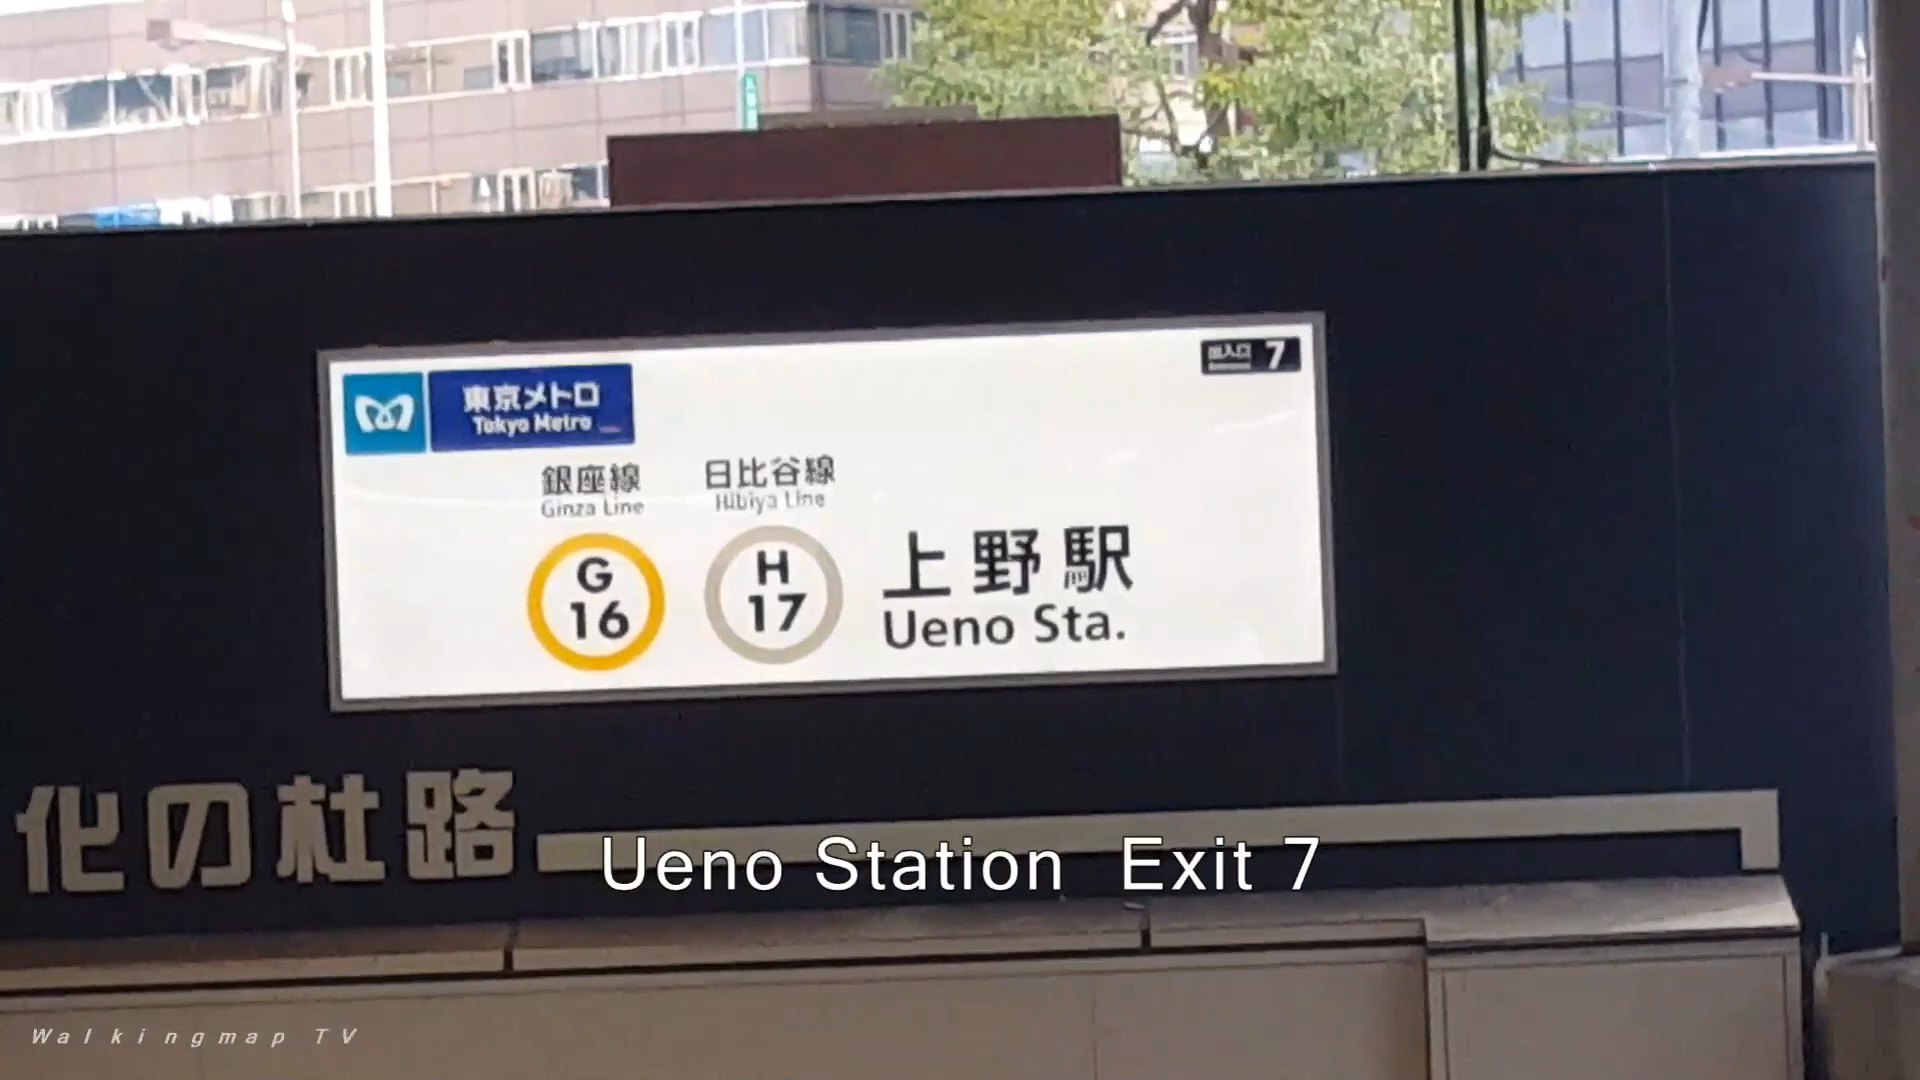 東京メトロ
Tokyo Metro
出入口 7
銀座線
Ginza Line
日比谷線
Hibiya Line
G
16
H
17
上野駅
Ueno Sta.
化の杜路
Ueno Station Exit 7
Walkingmap TV